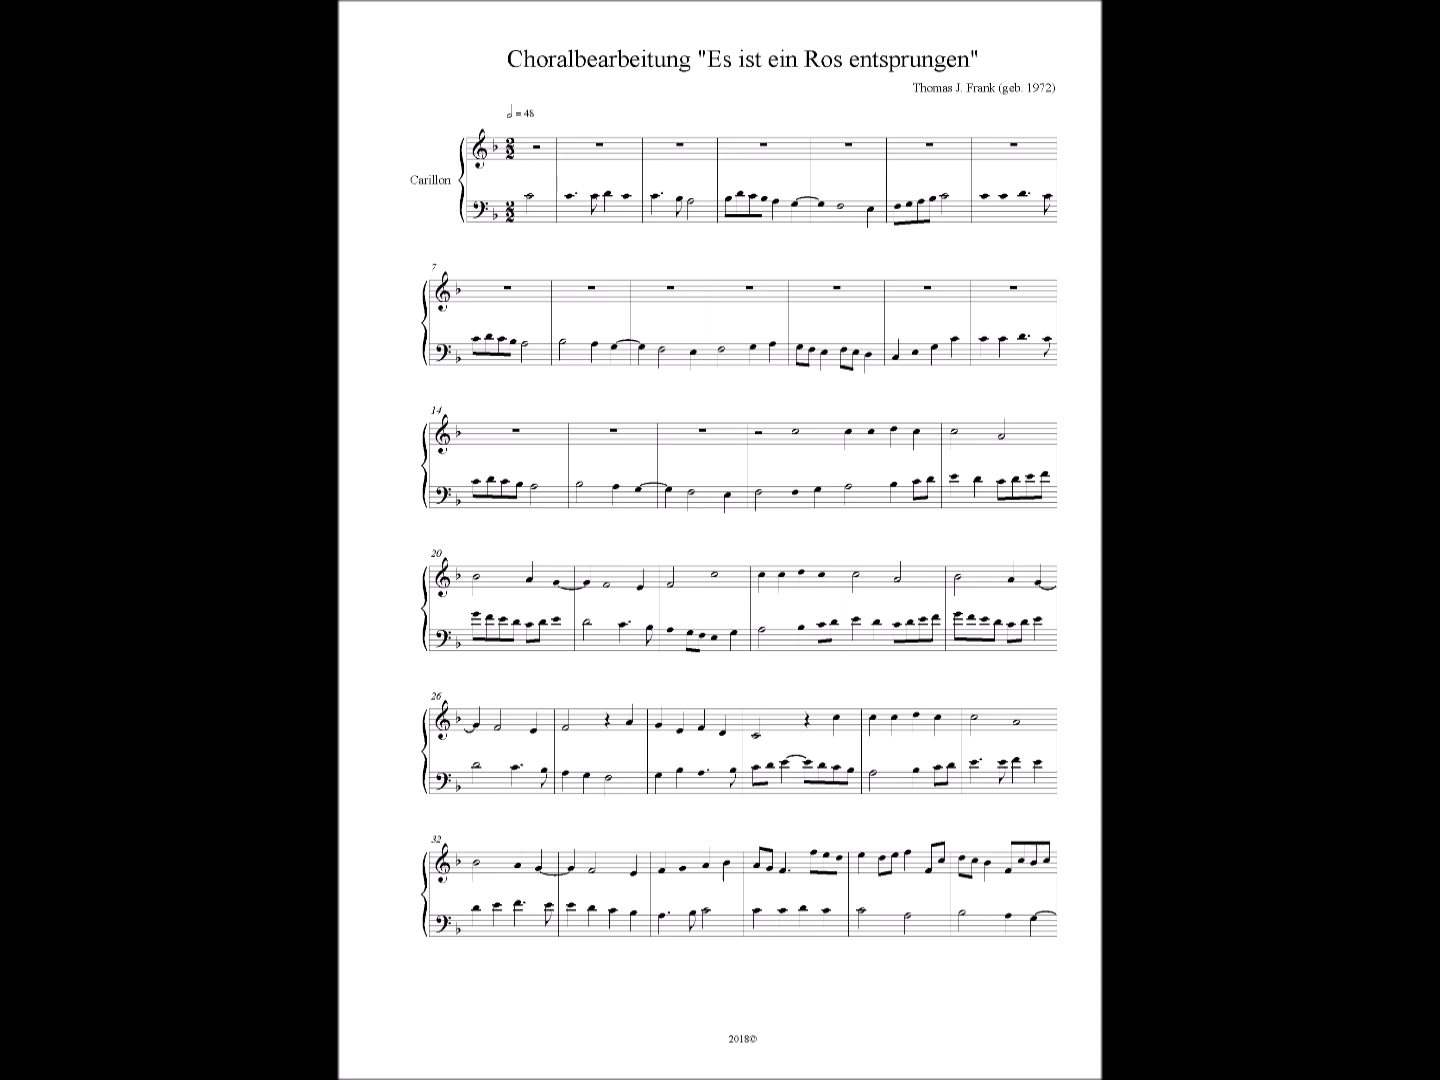 Choralbearbeitung "Es ist ein Ros entsprungen"
Thomas J. Frank (geb. 1972)
= 48
Carillon
7
14
20
26
32
2018©